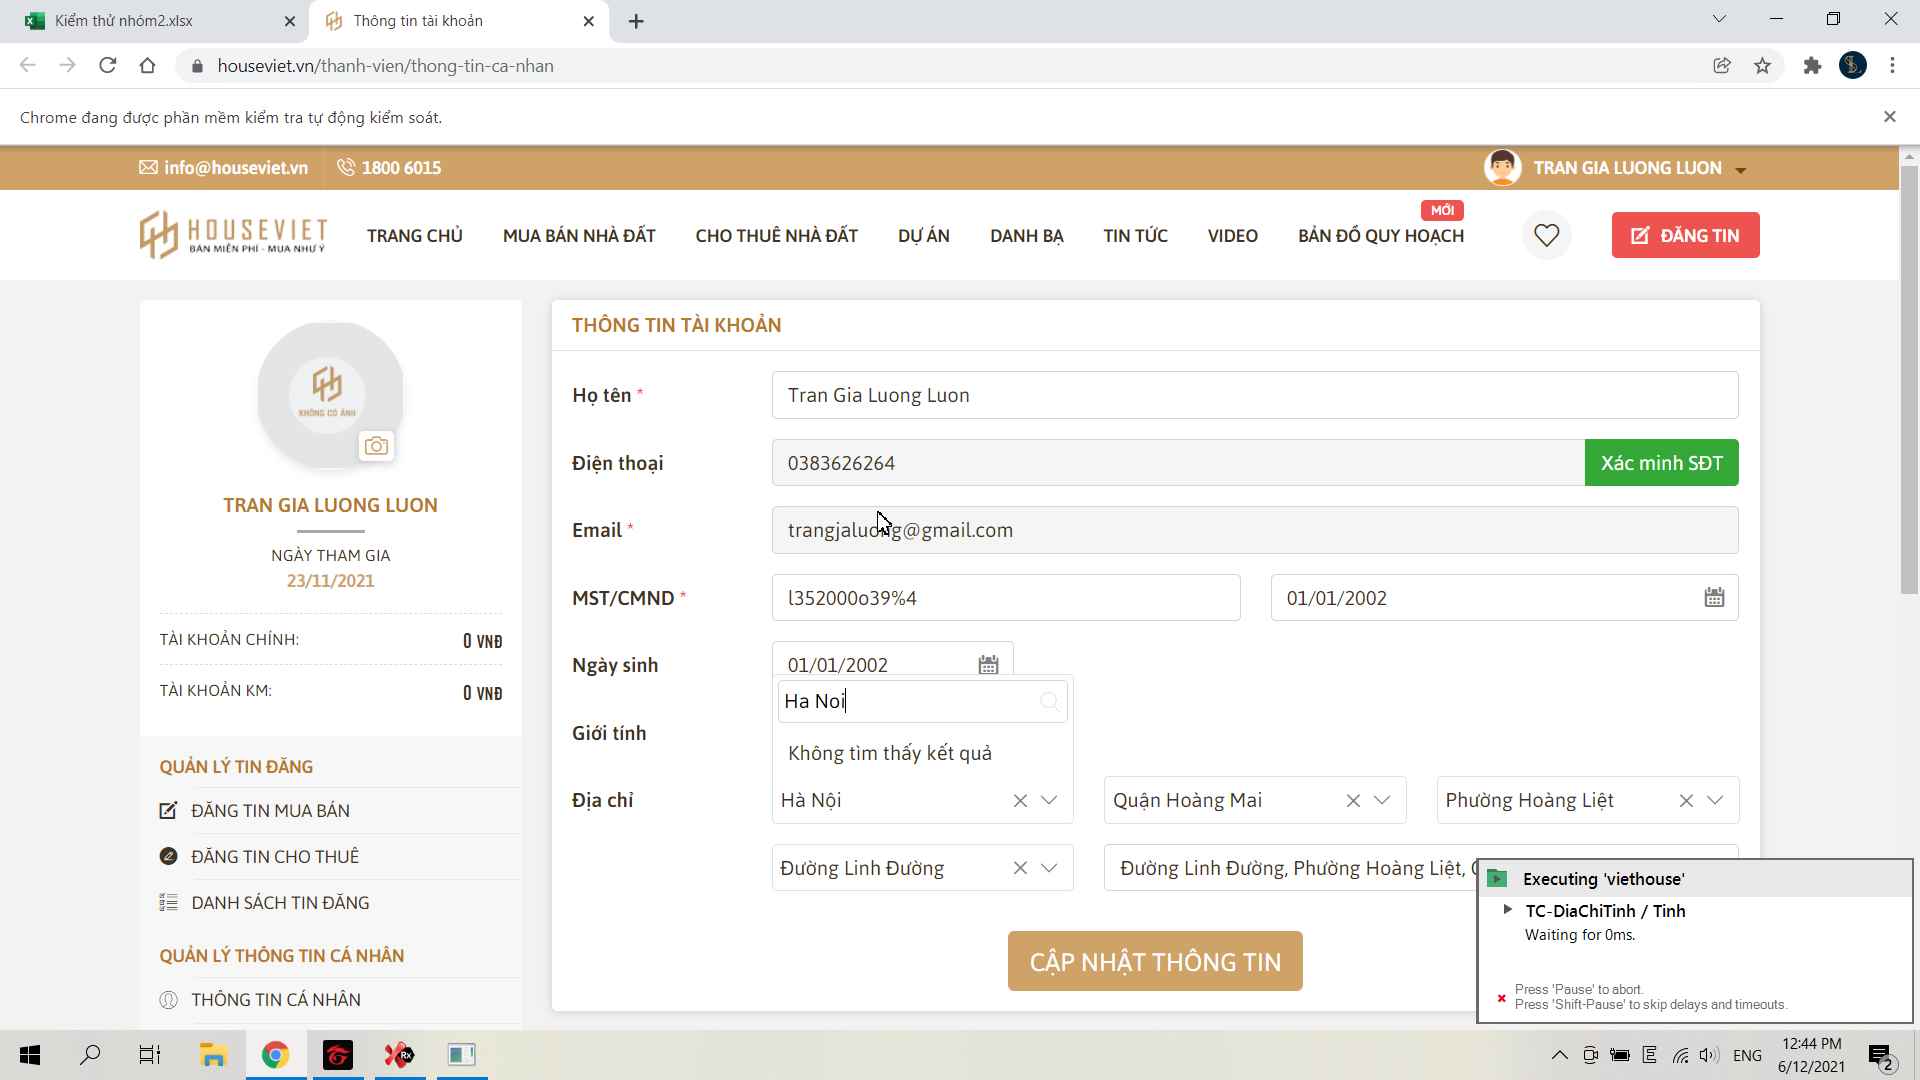 Kiểm thử nhóm2.xlsx
Thông tin tài khoản
houseviet.vn/thanh-vien/thong-tin-ca-nhan
Chrome đang được phần mềm kiểm tra tự động kiểm soát.
info@houseviet.vn
1800 6015
TRAN GIA LUONG LUON
HOUSEVIET
BÁN MIỄN PHÍ - MUA NHƯ Ý
TRANG CHỦ
MUA BÁN NHÀ ĐẤT
CHO THUÊ NHÀ ĐẤT
DỰ ÁN
DANH BẠ
TIN TỨC
VIDEO
BẢN ĐỒ QUY HOẠCH
MỚI
ĐĂNG TIN
KHÔNG CÓ ẢNH
TRAN GIA LUONG LUON
NGÀY THAM GIA
23/11/2021
TÀI KHOẢN CHÍNH: 0 VNĐ
TÀI KHOẢN KM: 0 VNĐ
QUẢN LÝ TIN ĐĂNG
ĐĂNG TIN MUA BÁN
ĐĂNG TIN CHO THUÊ
DANH SÁCH TIN ĐĂNG
QUẢN LÝ THÔNG TIN CÁ NHÂN
THÔNG TIN CÁ NHÂN
THÔNG TIN TÀI KHOẢN
Họ tên * Tran Gia Luong Luon
Điện thoại 0383626264 Xác minh SĐT
Email * trangjaluong@gmail.com
MST/CMND * l352000o39%4 01/01/2002
Ngày sinh 01/01/2002
Ha Noi
Giới tính
Không tìm thấy kết quả
Địa chỉ Hà Nội Quận Hoàng Mai Phường Hoàng Liệt
Đường Linh Đường Đường Linh Đường, Phường Hoàng Liệt,
CẬP NHẬT THÔNG TIN
Executing 'viethouse'
TC-DiaChiTinh / Tinh
Waiting for 0ms.
Press 'Pause' to abort.
Press 'Shift-Pause' to skip delays and timeouts.
Rx
ENG
12:44 PM
6/12/2021
2